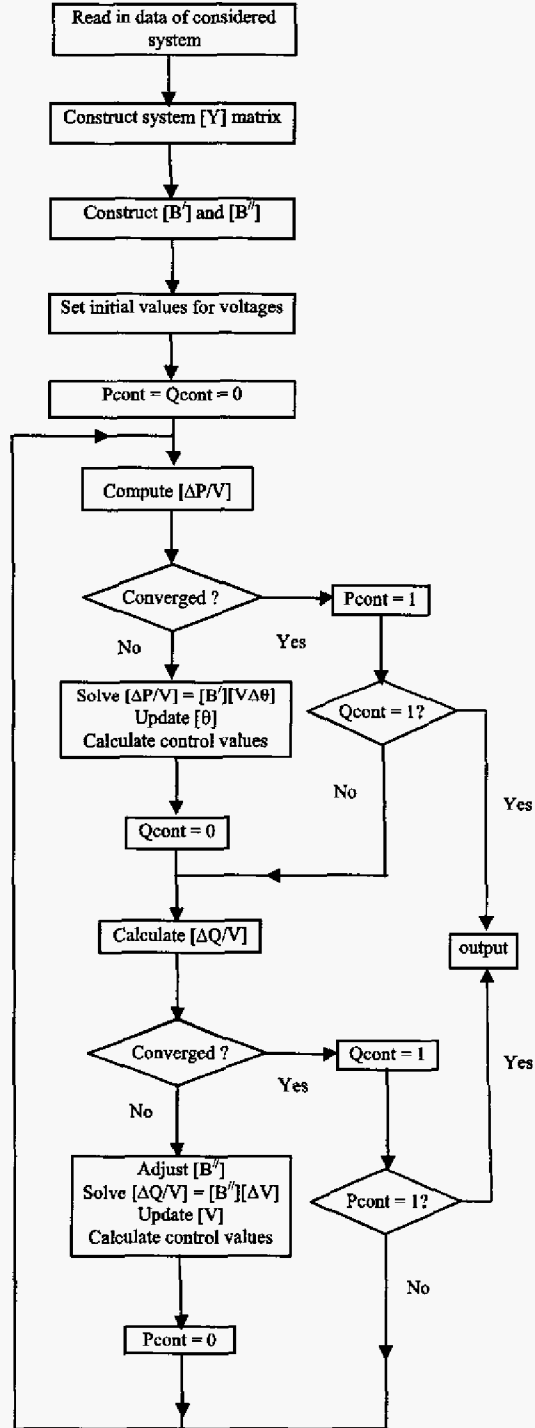 Read in data of considered
system
Construct system [Y] matrix
Construct [B′] and [B″]
Set initial values for voltages
Pcont = Qcont = 0
Compute [ΔP/V]
Converged ?
Pcont = 1
No
Yes
Solve [ΔP/V] = [B′][VΔθ]
Update [θ]
Calculate control values
Qcont = 1?
No
Yes
Qcont = 0
Calculate [ΔQ/V]
output
Converged ?
Qcont = 1
Yes
No
Yes
Adjust [B″]
Solve [ΔQ/V] = [B″][ΔV]
Update [V]
Calculate control values
Pcont = 1?
No
Pcont = 0